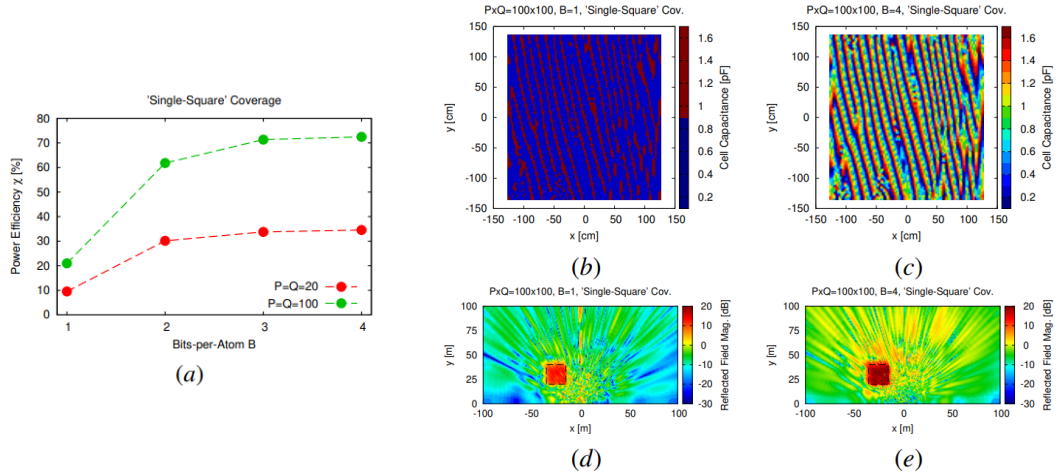 'Single-Square' Coverage
Power Efficiency χ [%]
80
70
60
50
40
30
20
10
0
P=Q=20
P=Q=100
1 2 3 4
Bits-per-Atom B
(a)
PxQ=100x100, B=1, 'Single-Square' Cov.
y [cm]
150
100
50
0
-50
-100
-150
-150 -100 -50 0 50 100 150
x [cm]
1.6
1.4
1.2
1
0.8
0.6
0.4
0.2
Cell Capacitance [pF]
(b)
PxQ=100x100, B=4, 'Single-Square' Cov.
y [cm]
150
100
50
0
-50
-100
-150
-150 -100 -50 0 50 100 150
x [cm]
1.6
1.4
1.2
1
0.8
0.6
0.4
0.2
Cell Capacitance [pF]
(c)
PxQ=100x100, B=1, 'Single-Square' Cov.
y [m]
100
75
50
25
0
-100 -50 0 50 100
x [m]
20
10
0
-10
-20
-30
Reflected Field Mag. [dB]
(d)
PxQ=100x100, B=4, 'Single-Square' Cov.
y [m]
100
75
50
25
0
-100 -50 0 50 100
x [m]
20
10
0
-10
-20
-30
Reflected Field Mag. [dB]
(e)